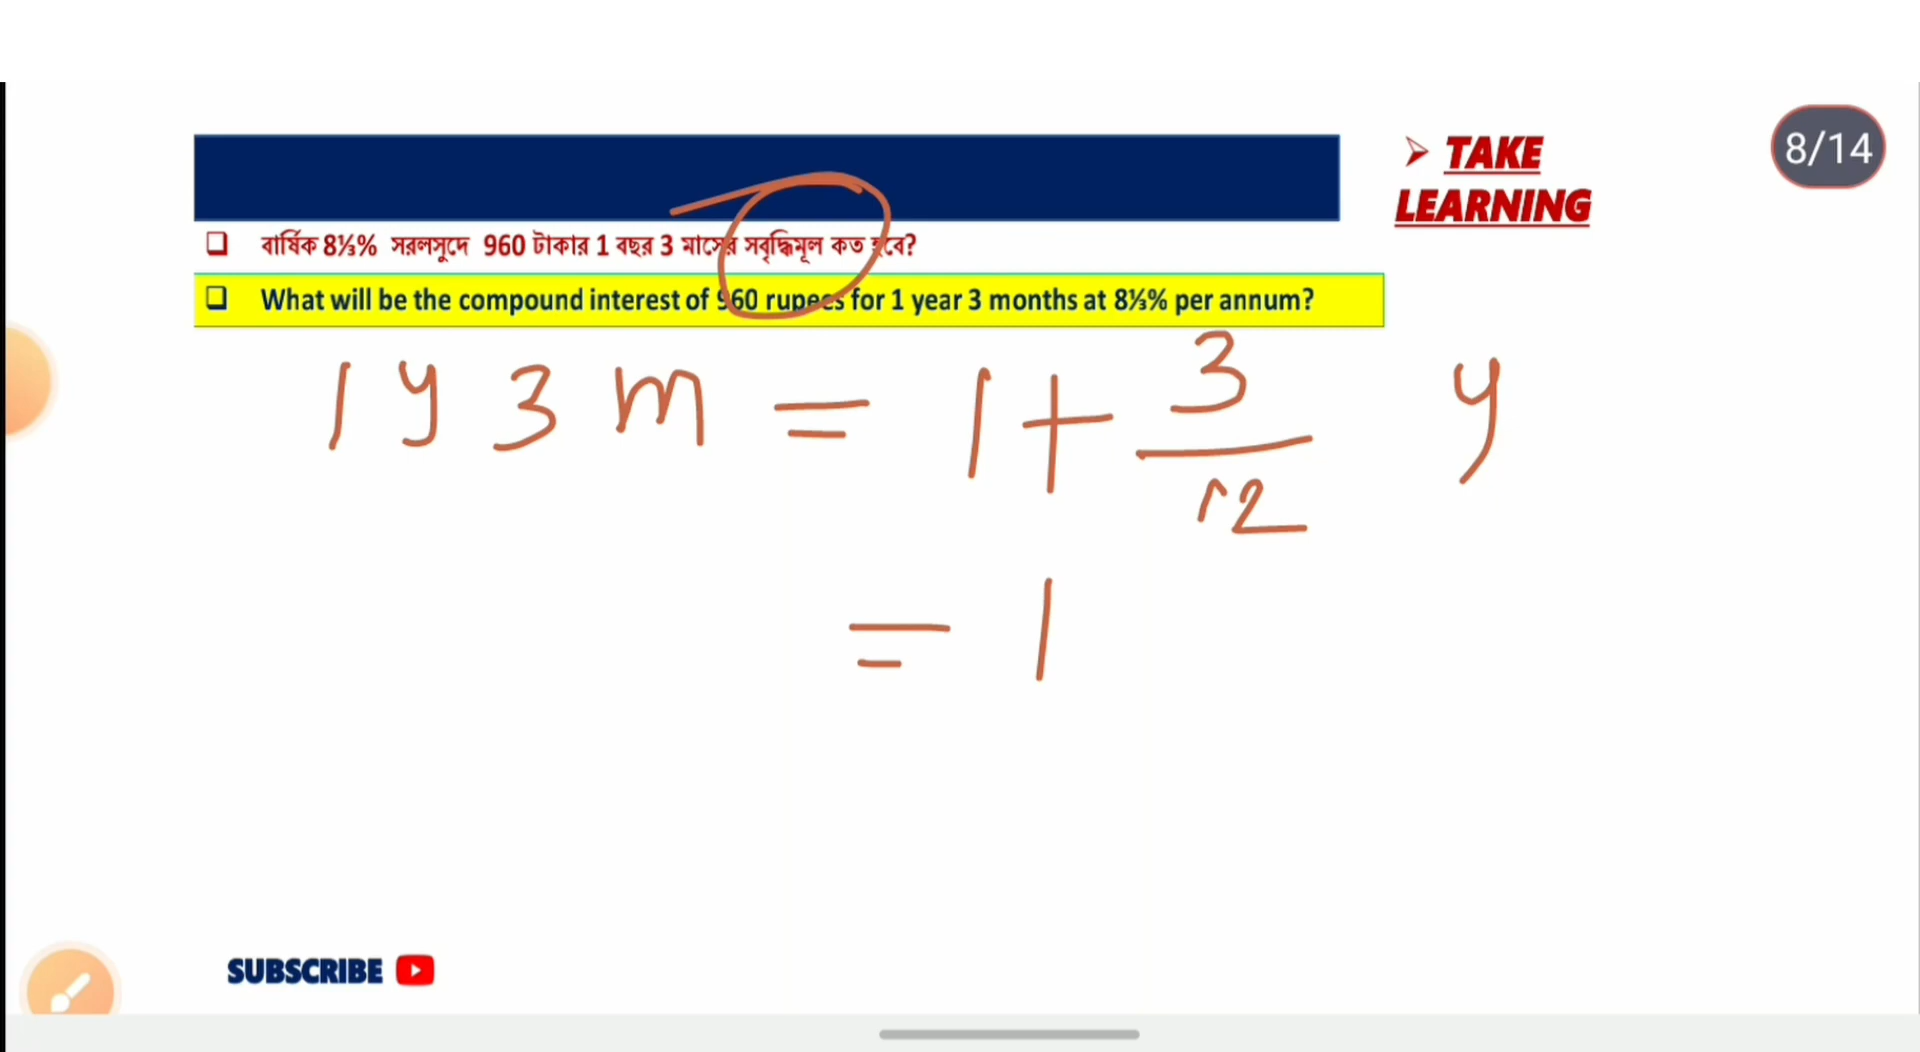 TAKE
LEARNING
8/14
বার্ষিক 8⅓% সরলসুদে 960 টাকার 1 বছর 3 মাসের সবৃদ্ধিমূল কত হবে?
What will be the compound interest of 960 rupees for 1 year 3 months at 8⅓% per annum?
1 y 3 m = 1 + 3/12 y
= 1
SUBSCRIBE